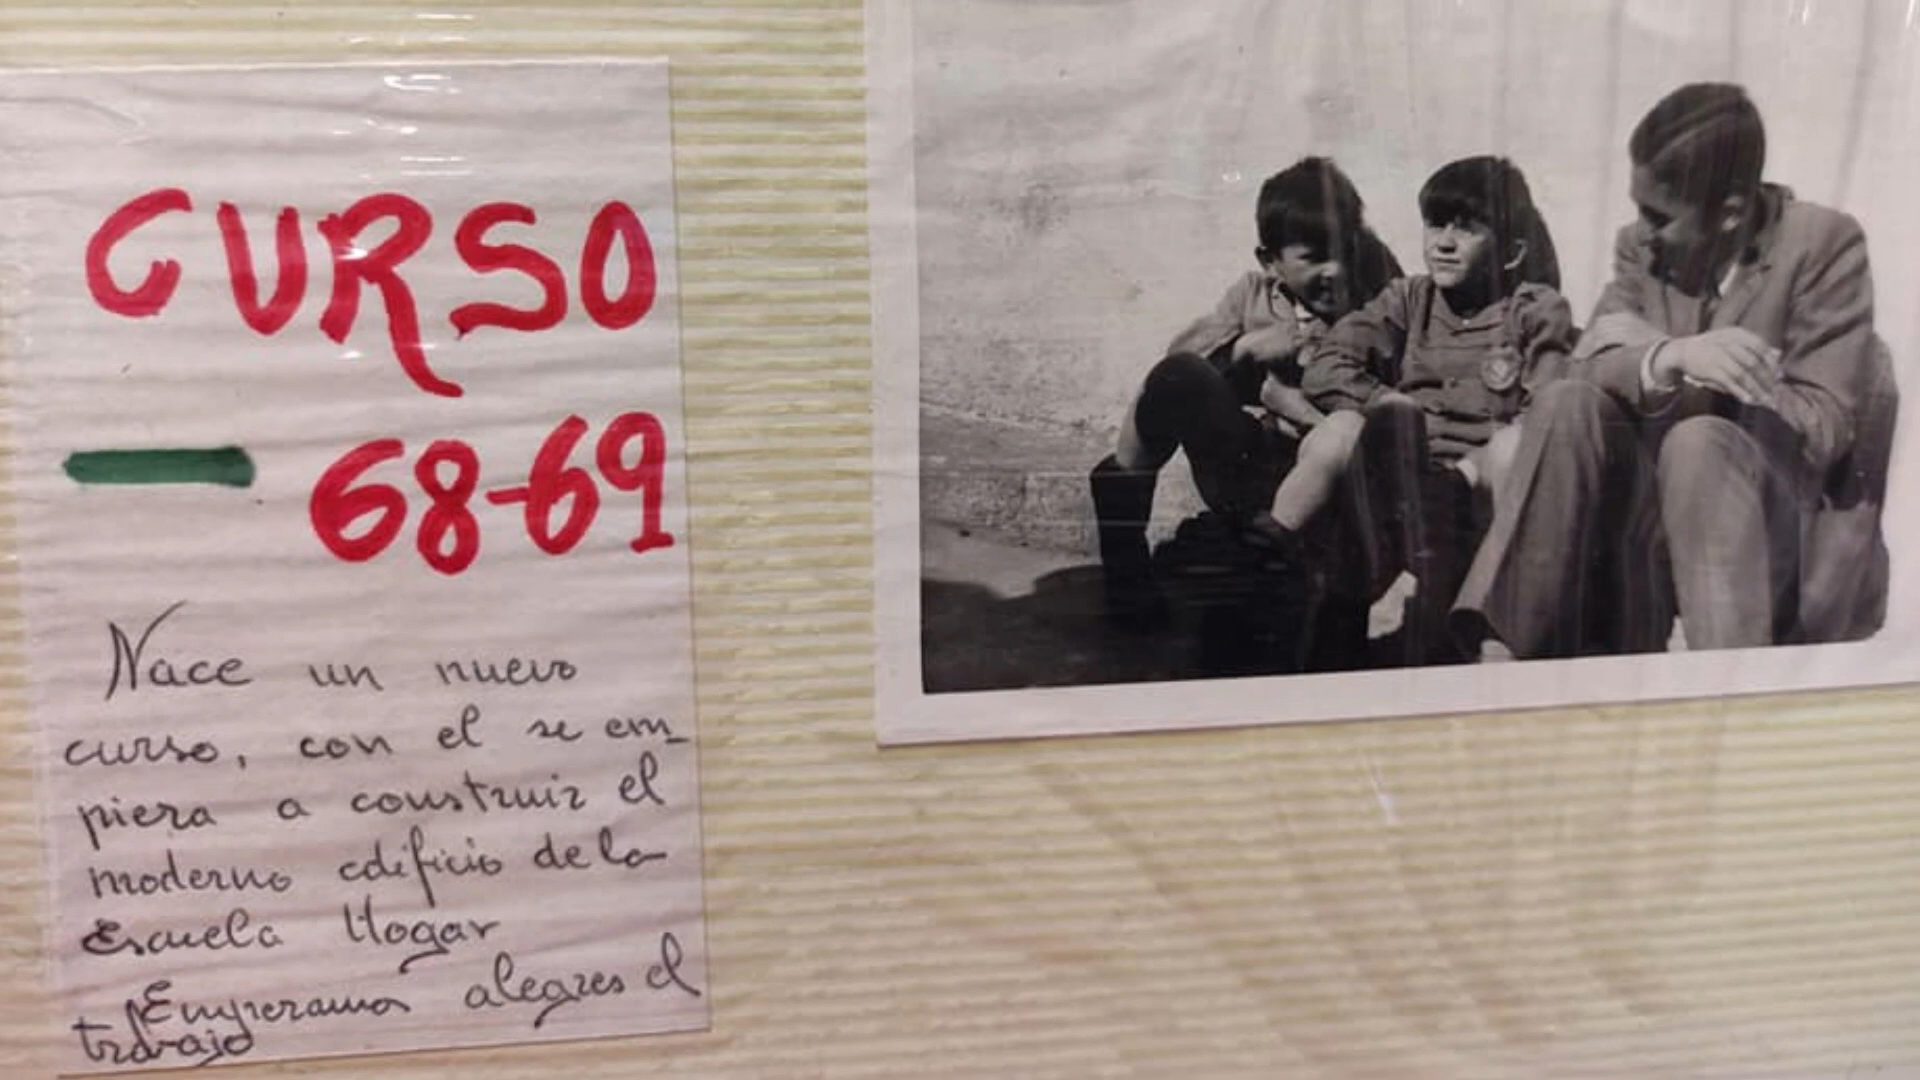 CURSO
68-69
Nace un nuevo
curso, con el se em-
pieza a construir el
moderno edificio de la
Escuela Hogar
Empezamos alegres el
trabajo